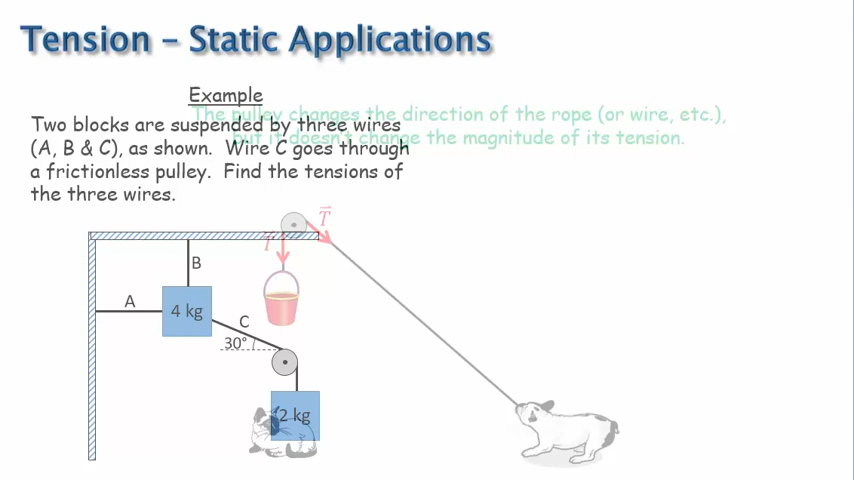 Tension – Static Applications
Example
The pulley changes the direction of the rope (or wire, etc.),
but it doesn't change the magnitude of its tension.
Two blocks are suspended by three wires
(A, B & C), as shown. Wire C goes through
a frictionless pulley. Find the tensions of
the three wires.
T
T
B
A
4 kg
C
30°
2 kg